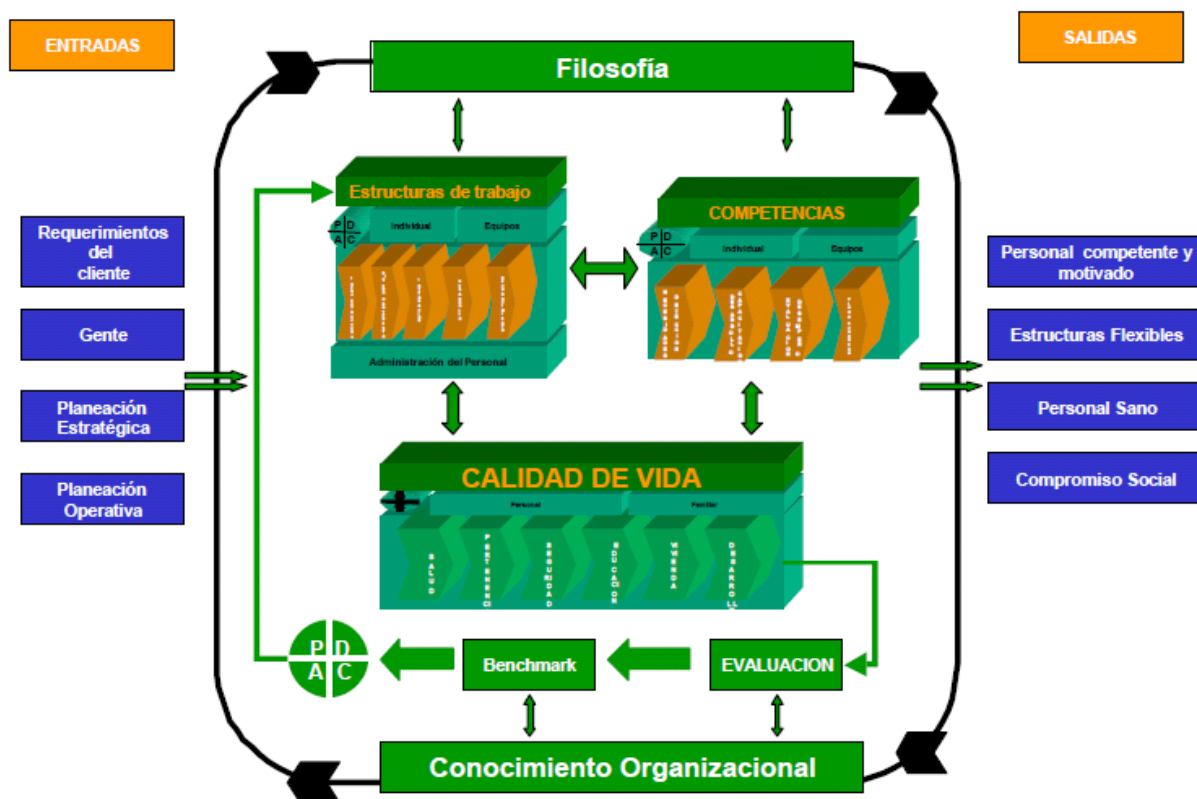 ENTRADAS
SALIDAS
Filosofía
Estructuras de trabajo
P D
A C
Individual
Equipos
Administración del Personal
COMPETENCIAS
P D
A C
Individual
Equipos
Requerimientos
del
cliente
Gente
Planeación
Estratégica
Planeación
Operativa
Personal competente y
motivado
Estructuras Flexibles
Personal Sano
Compromiso Social
CALIDAD DE VIDA
Personal
Familiar
SALUD
PERTENENCI
SEGURIDAD
EDUCACION
VIVIENDA
DESARROLL
P D
A C
Benchmark
EVALUACION
Conocimiento Organizacional